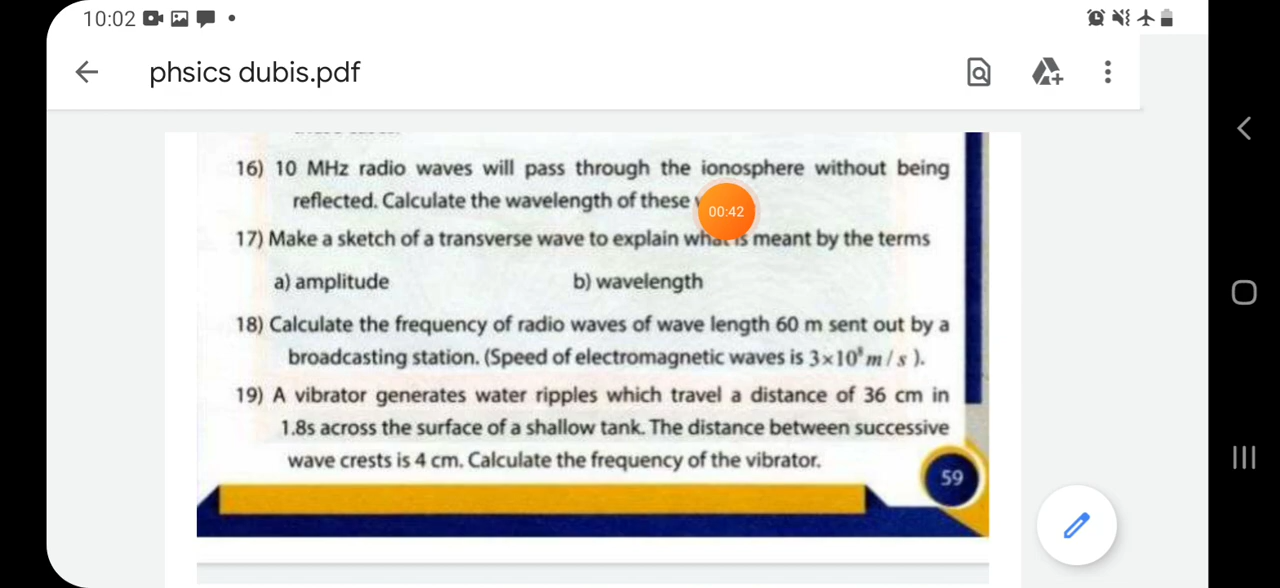 10:02
phsics dubis.pdf
16) 10 MHz radio waves will pass through the ionosphere without being
reflected. Calculate the wavelength of these
00:42
17) Make a sketch of a transverse wave to explain what is meant by the terms
a) amplitude b) wavelength
18) Calculate the frequency of radio waves of wave length 60 m sent out by a
broadcasting station. (Speed of electromagnetic waves is 3×10⁸ m / s ).
19) A vibrator generates water ripples which travel a distance of 36 cm in
1.8s across the surface of a shallow tank. The distance between successive
wave crests is 4 cm. Calculate the frequency of the vibrator.
59